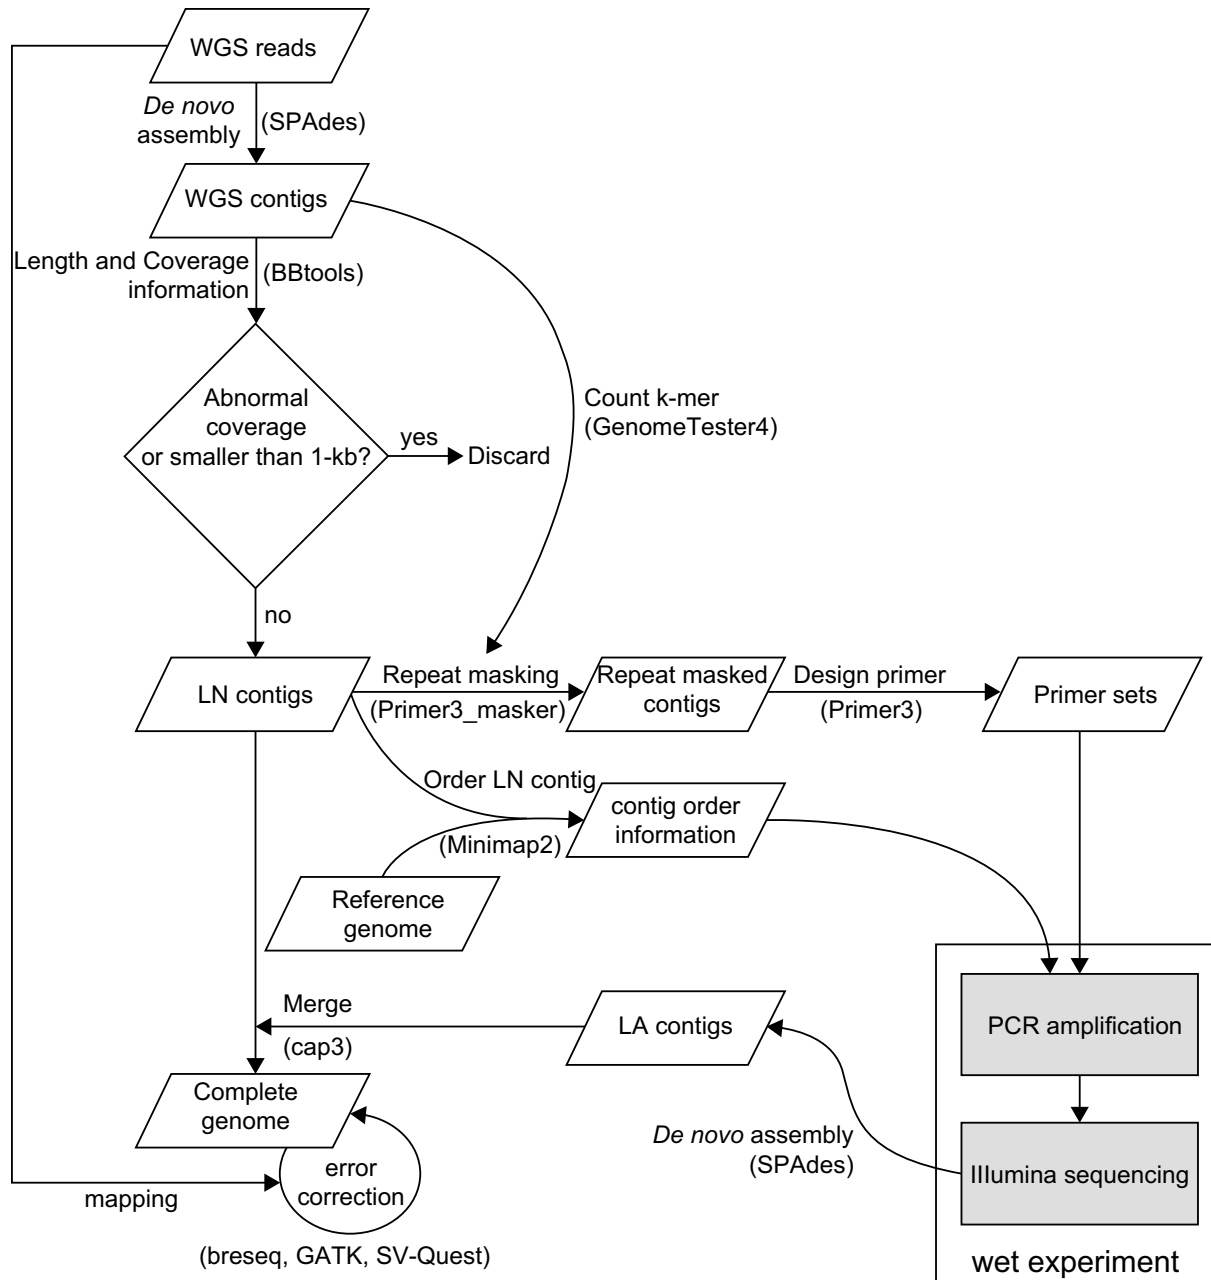 WGS reads
De novo
assembly
(SPAdes)
WGS contigs
Length and Coverage
information
(BBtools)
Abnormal
coverage
or smaller than 1-kb?
yes
Discard
Count k-mer
(GenomeTester4)
no
LN contigs
Repeat masking
(Primer3_masker)
Repeat masked
contigs
Design primer
(Primer3)
Primer sets
Order LN contig
(Minimap2)
contig order
information
Reference
genome
Merge
(cap3)
LA contigs
PCR amplification
Complete
genome
De novo assembly
(SPAdes)
Illumina sequencing
error
correction
mapping
(breseq, GATK, SV-Quest)
wet experiment